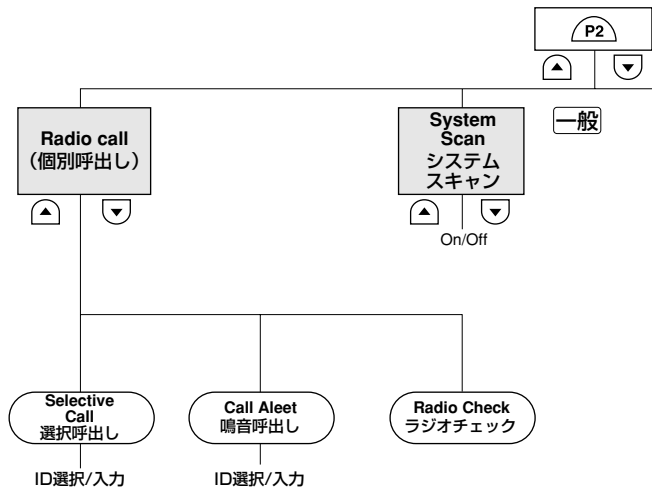 P2
一般
Radio call
（個別呼出し）
System
Scan
システム
スキャン
On/Off
Selective
Call
選択呼出し
Call Aleet
鳴音呼出し
Radio Check
ラジオチェック
ID選択/入力
ID選択/入力